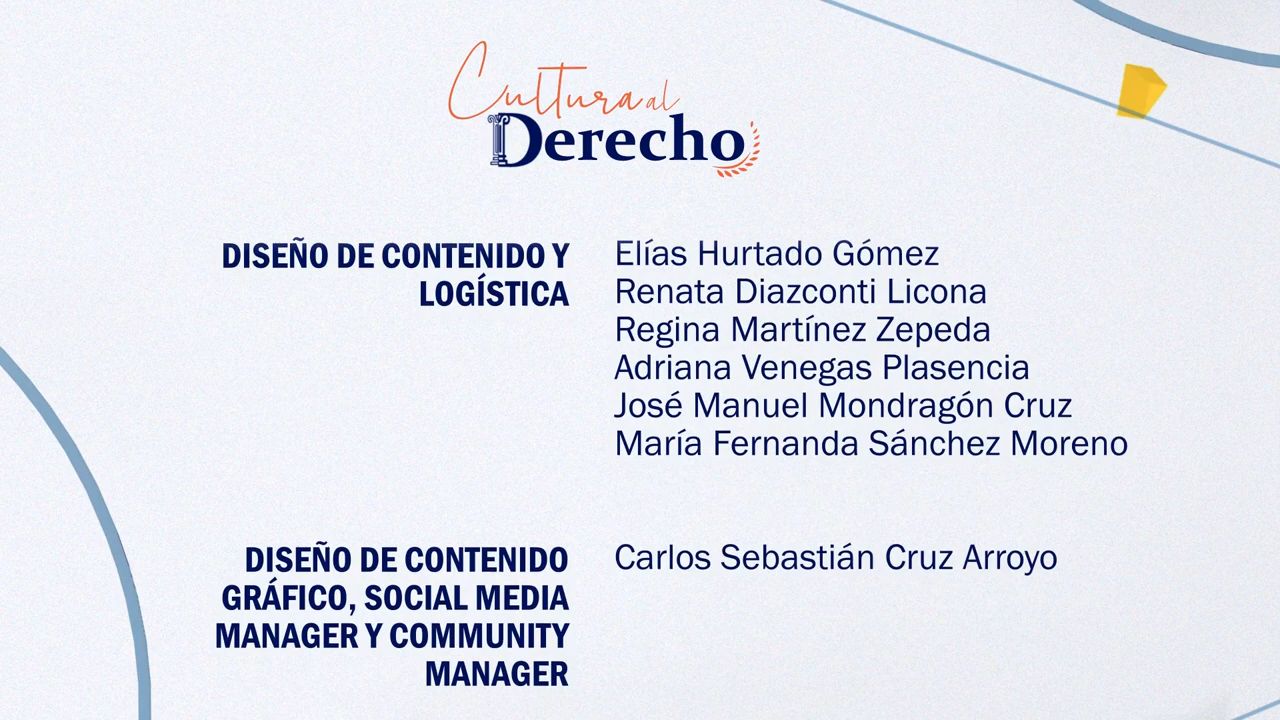 Cultura al
Derecho
DISEÑO DE CONTENIDO Y
LOGÍSTICA
Elías Hurtado Gómez
Renata Diazconti Licona
Regina Martínez Zepeda
Adriana Venegas Plasencia
José Manuel Mondragón Cruz
María Fernanda Sánchez Moreno
DISEÑO DE CONTENIDO
GRÁFICO, SOCIAL MEDIA
MANAGER Y COMMUNITY
MANAGER
Carlos Sebastián Cruz Arroyo